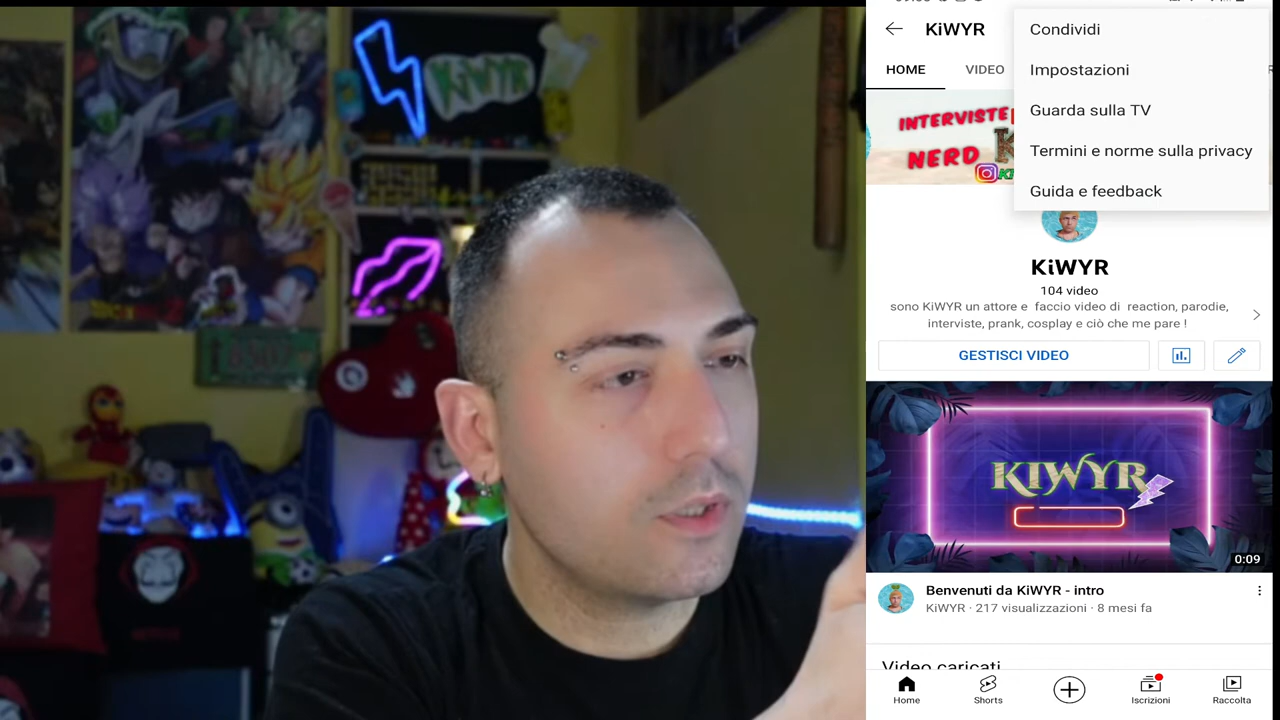 KiWYR
KiWYR
HOME
VIDEO
Condividi
Impostazioni
Guarda sulla TV
Termini e norme sulla privacy
Guida e feedback
INTERVISTE
NERD
KiWYR
104 video
sono KiWYR un attore e faccio video di reaction, parodie,
interviste, prank, cosplay e ciò che me pare !
GESTISCI VIDEO
KIWYR
0:09
Benvenuti da KiWYR - intro
KiWYR · 217 visualizzazioni · 8 mesi fa
Video caricati
Home
Shorts
Iscrizioni
Raccolta